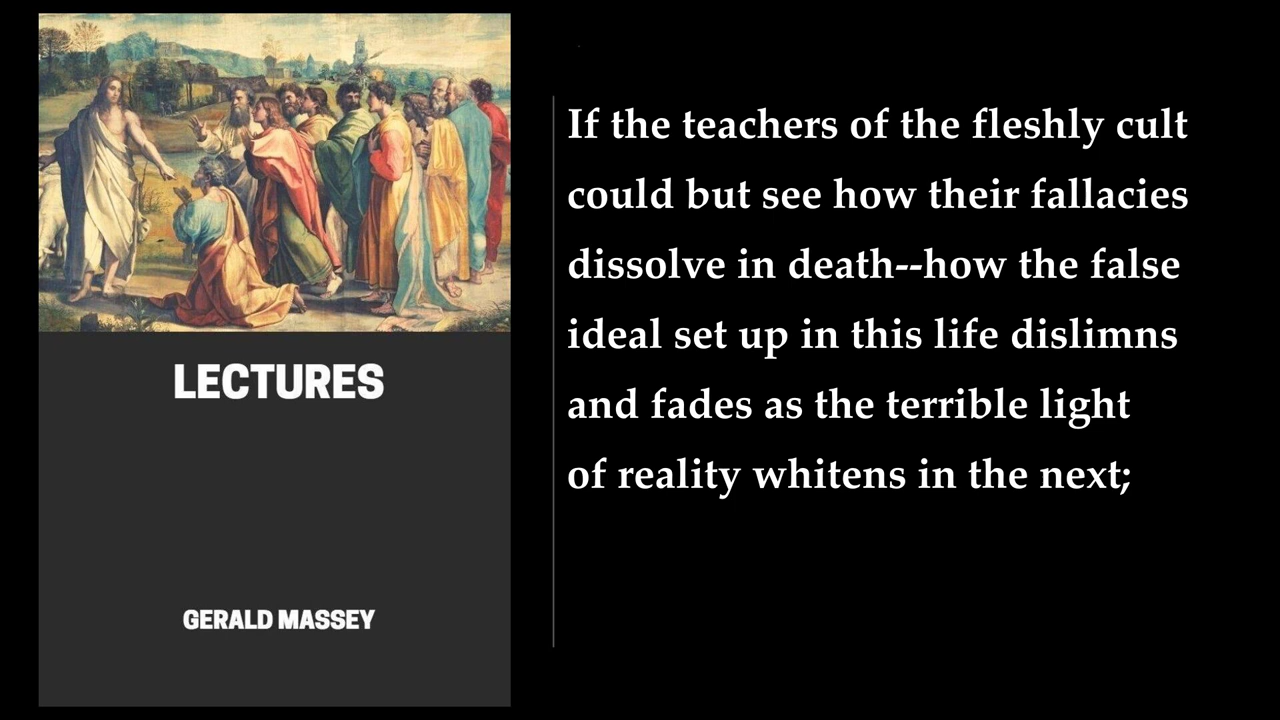 LECTURES
GERALD MASSEY
If the teachers of the fleshly cult
could but see how their fallacies
dissolve in death--how the false
ideal set up in this life dislimns
and fades as the terrible light
of reality whitens in the next;